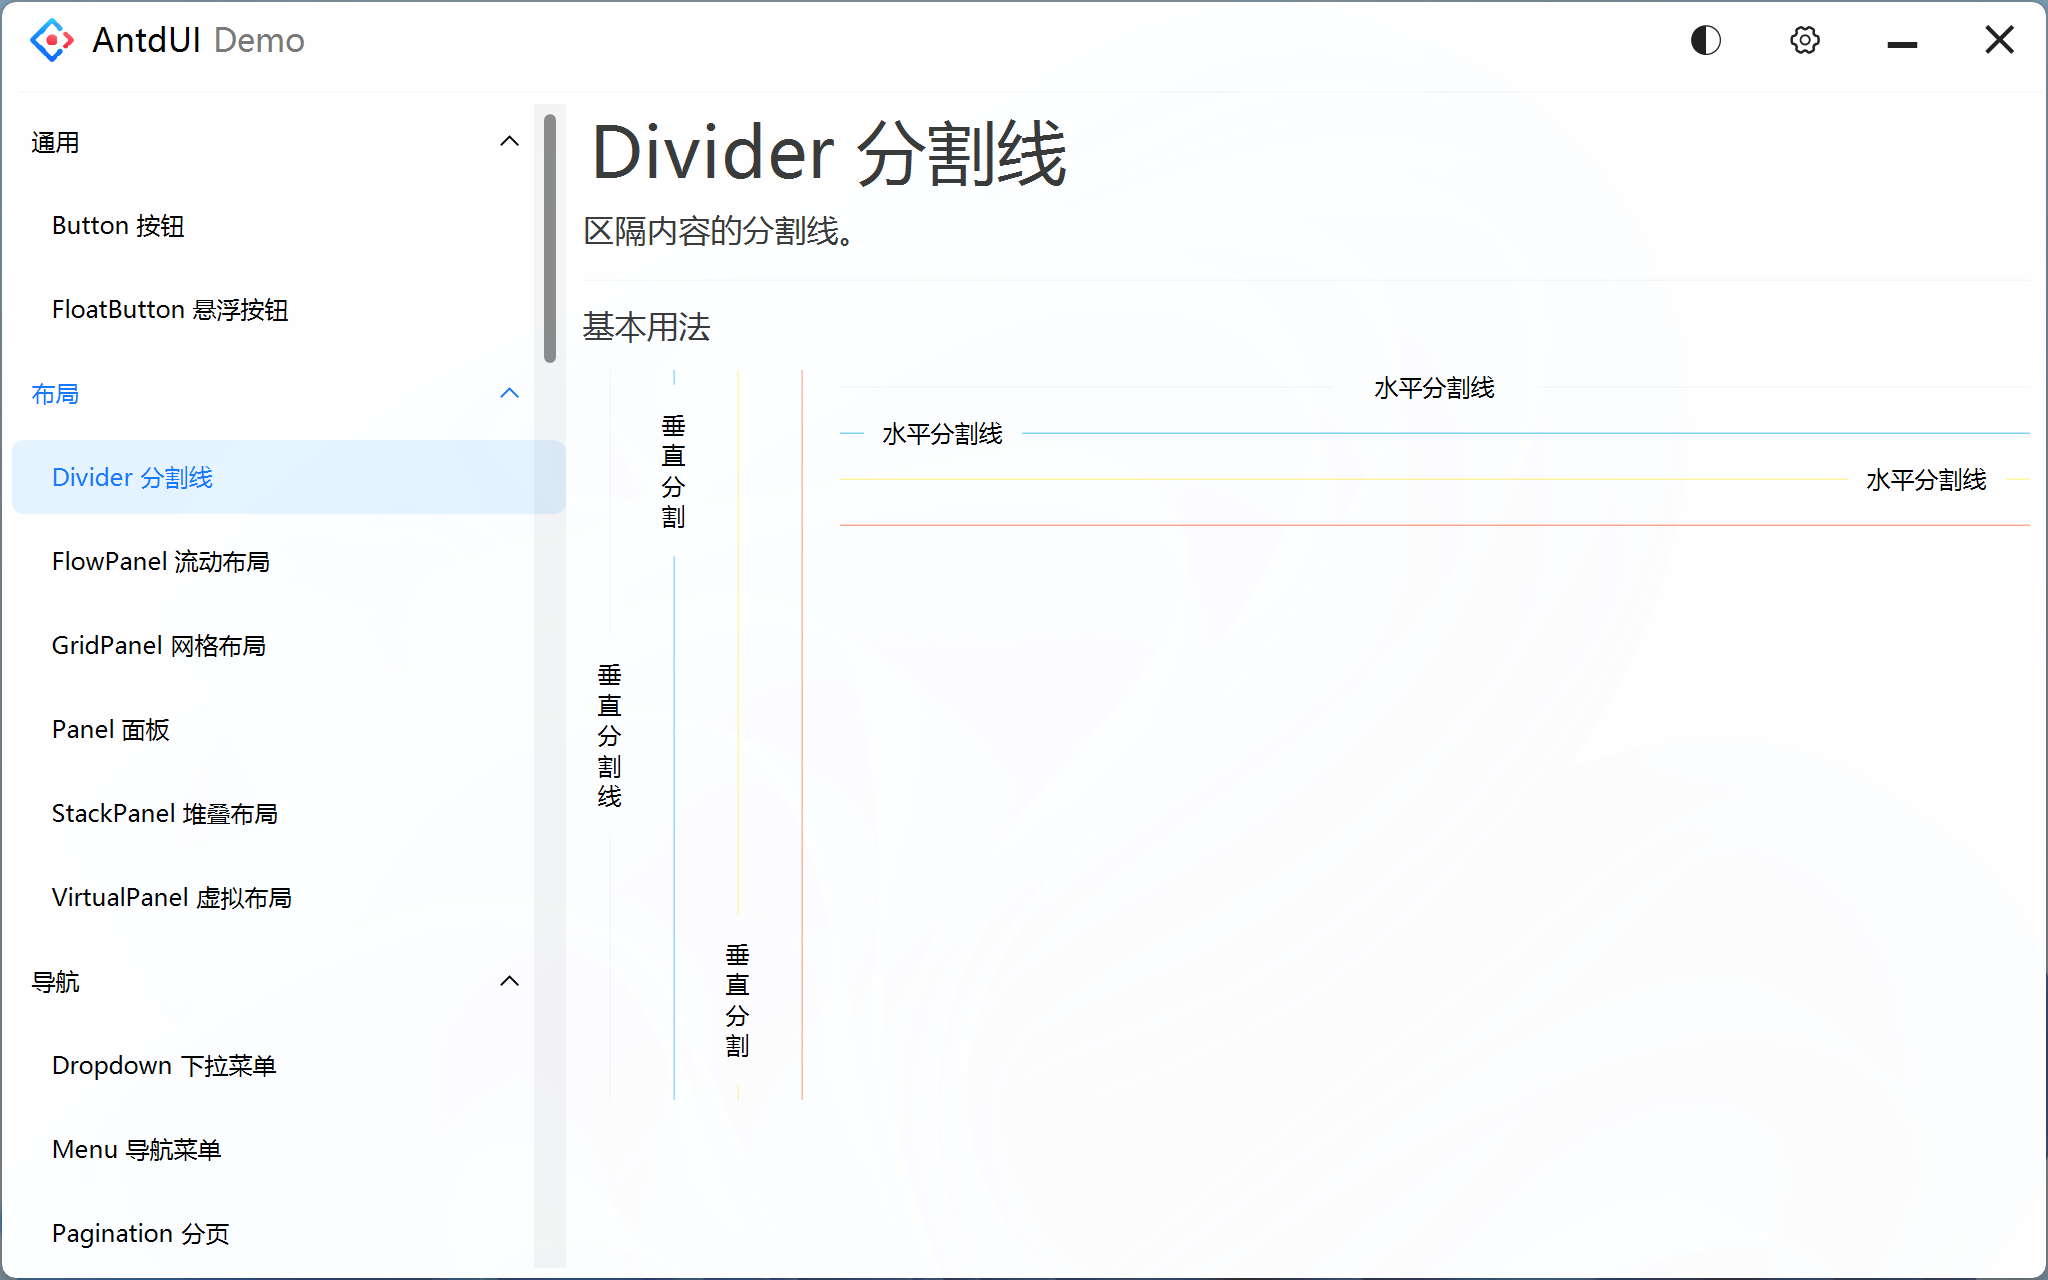 AntdUI Demo
通用
Button 按钮
FloatButton 悬浮按钮
布局
Divider 分割线
FlowPanel 流动布局
GridPanel 网格布局
Panel 面板
StackPanel 堆叠布局
VirtualPanel 虚拟布局
导航
Dropdown 下拉菜单
Menu 导航菜单
Pagination 分页
Divider 分割线
区隔内容的分割线。
基本用法
垂直分割线
垂直分割
垂直分割
水平分割线
水平分割线
水平分割线